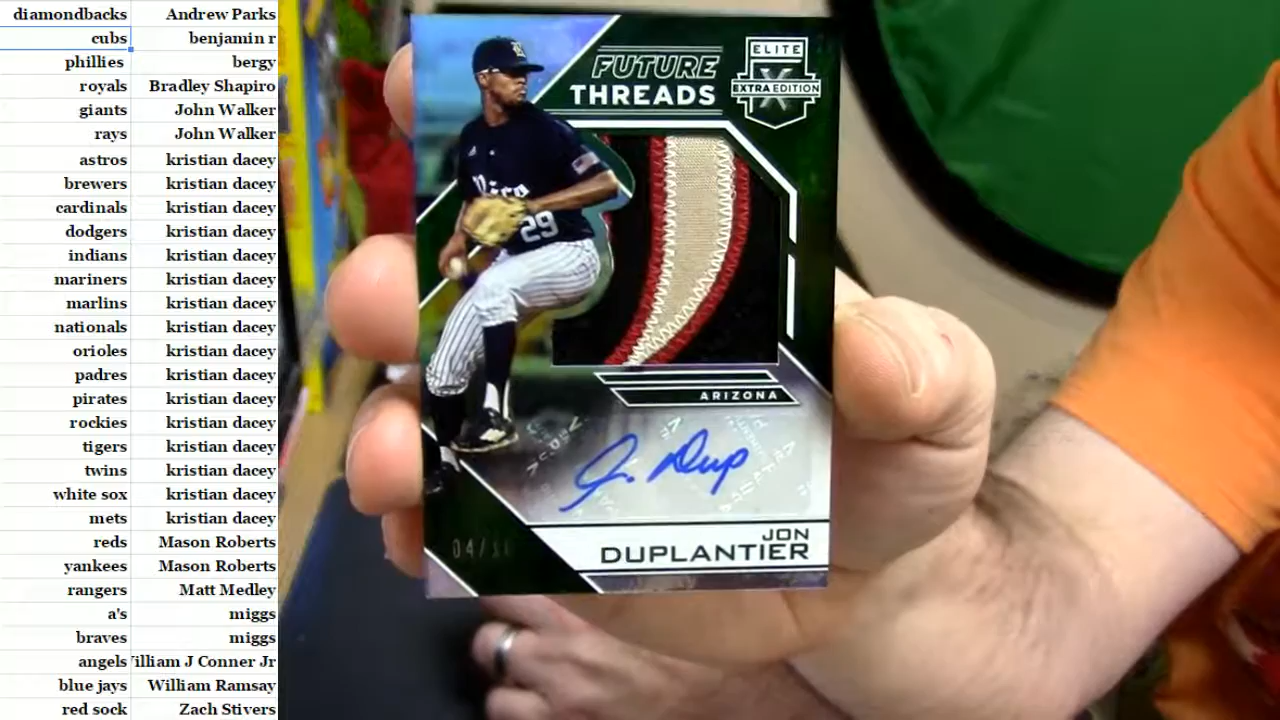 diamondbacks Andrew Parks
cubs benjamin r
phillies bergy
royals Bradley Shapiro
giants John Walker
rays John Walker
astros kristian dacey
brewers kristian dacey
cardinals kristian dacey
dodgers kristian dacey
indians kristian dacey
mariners kristian dacey
marlins kristian dacey
nationals kristian dacey
orioles kristian dacey
padres kristian dacey
pirates kristian dacey
rockies kristian dacey
tigers kristian dacey
twins kristian dacey
white sox kristian dacey
mets kristian dacey
reds Mason Roberts
yankees Mason Roberts
rangers Matt Medley
a's miggs
braves miggs
angels illiam J Conner Jr
blue jays William Ramsay
red sock Zach Stivers
FUTURE
THREADS
ELITE
X
EXTRA EDITION
29
ARIZONA
J. Dup
JON
DUPLANTIER